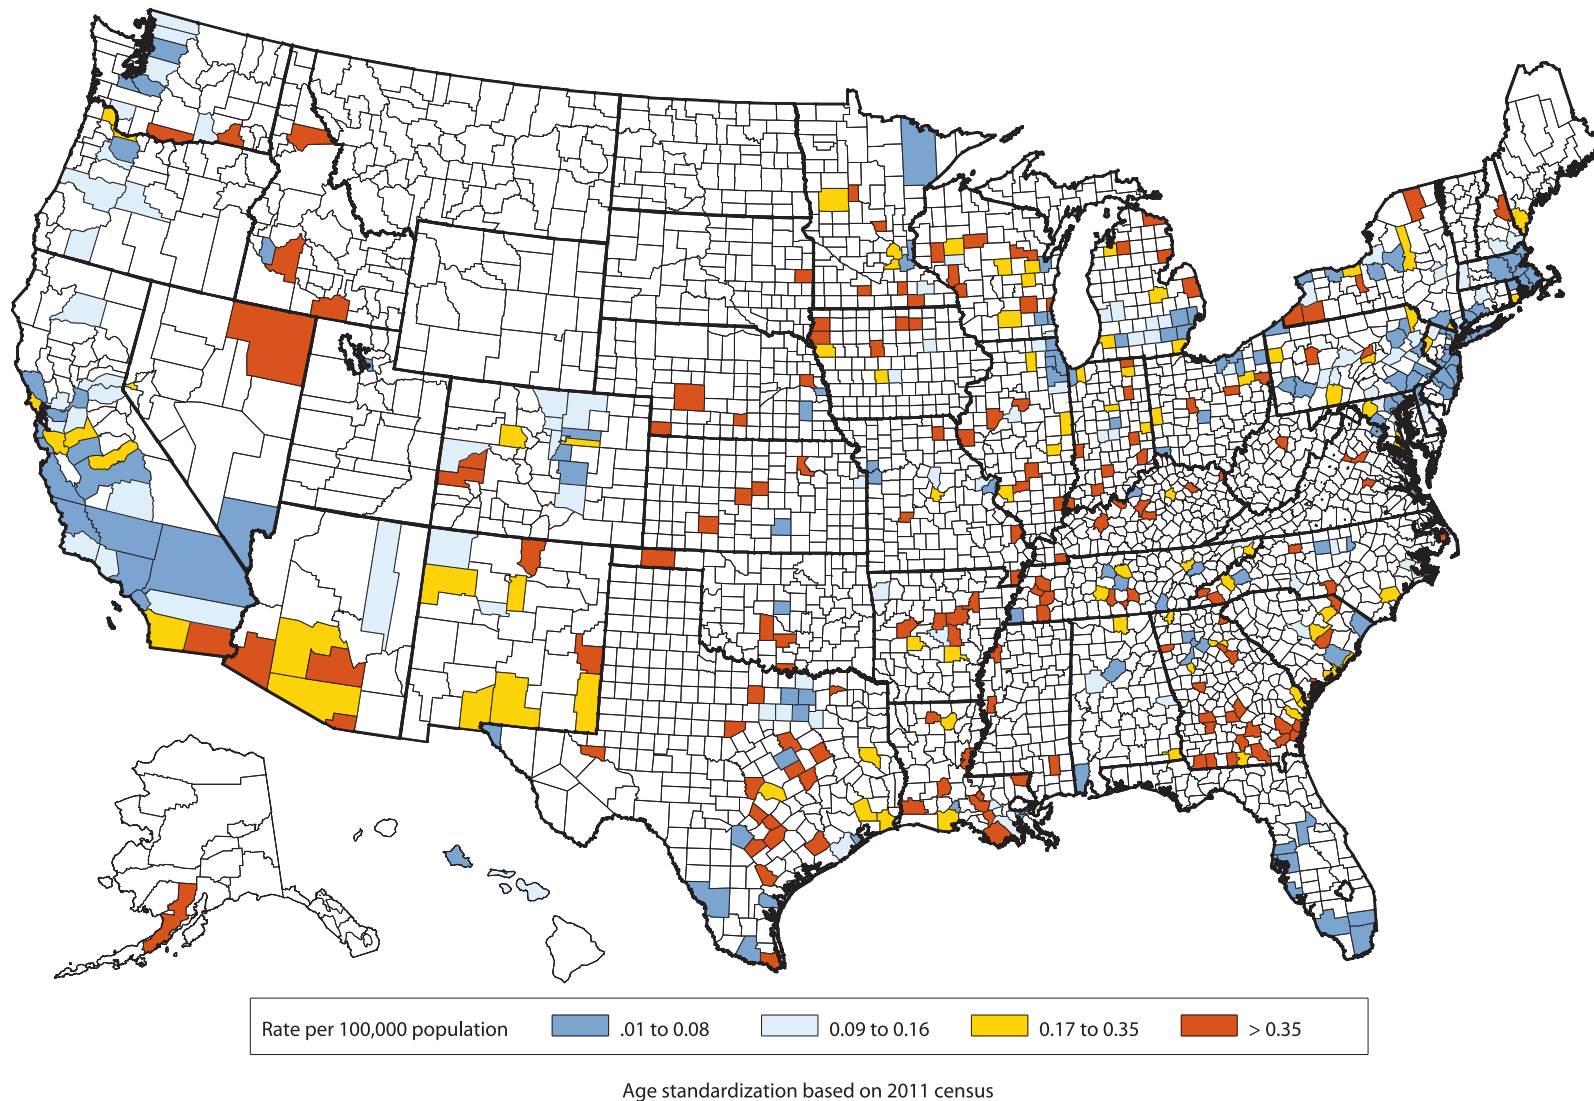 Rate per 100,000 population .01 to 0.08 0.09 to 0.16 0.17 to 0.35 > 0.35
Age standardization based on 2011 census